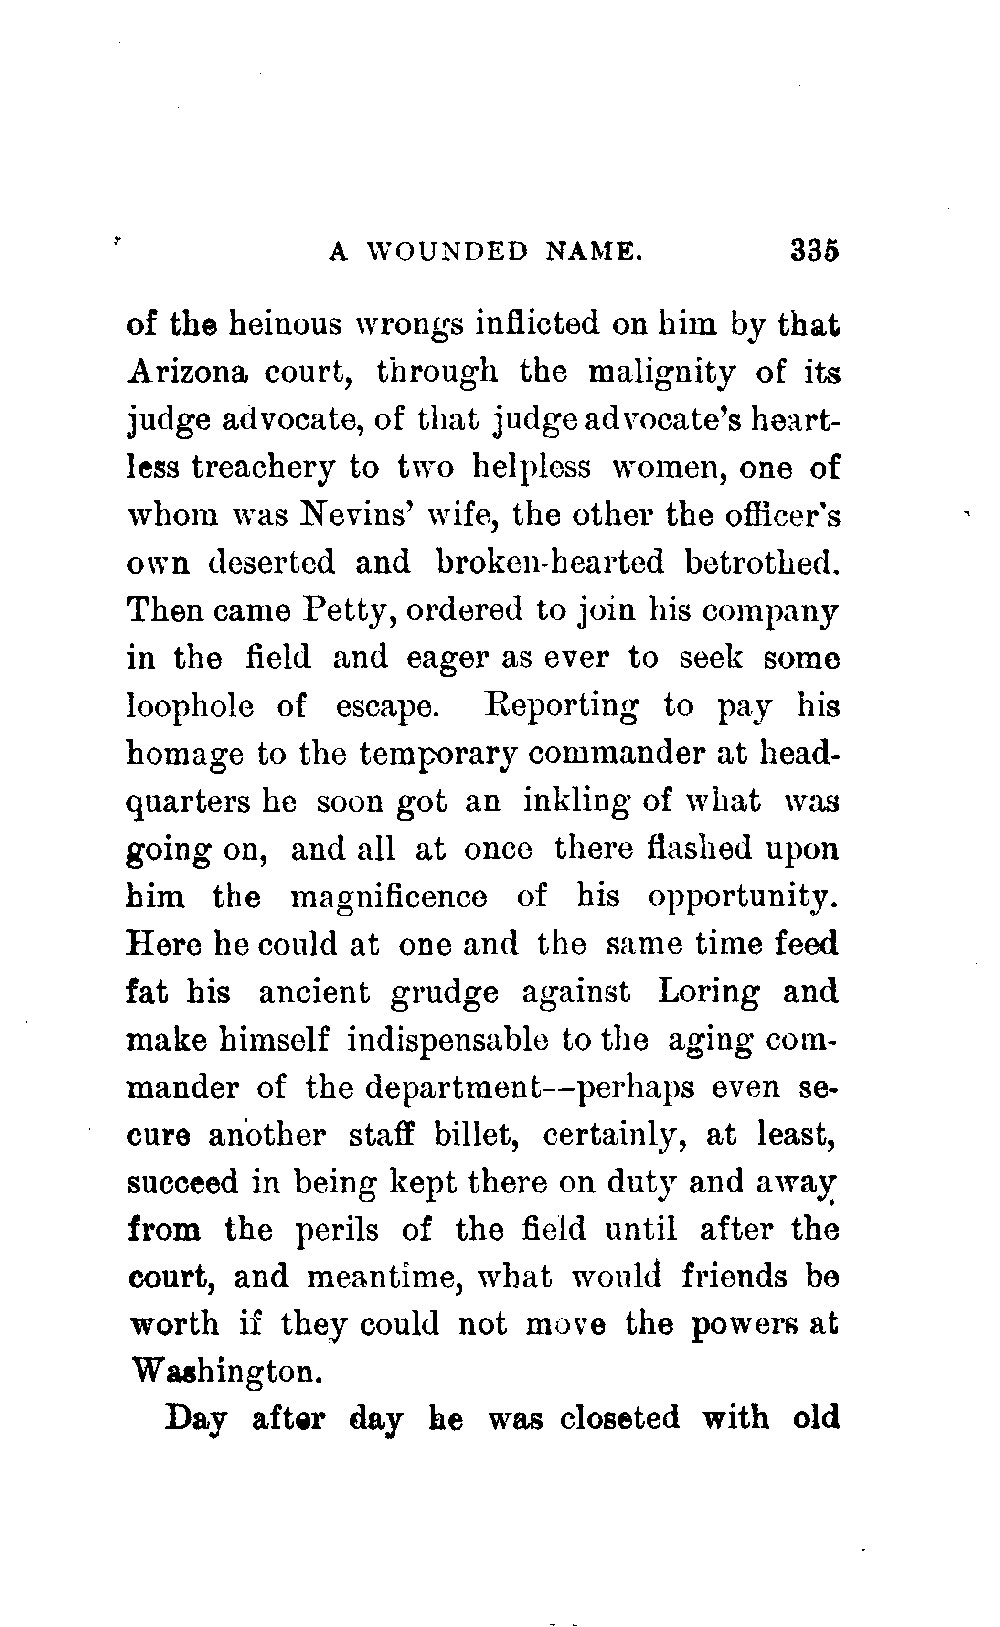 A WOUNDED NAME. 335
of the heinous wrongs inflicted on him by that
Arizona court, through the malignity of its
judge advocate, of that judge advocate's heart-
less treachery to two helpless women, one of
whom was Nevins' wife, the other the officer's
own deserted and broken-hearted betrothed.
Then came Petty, ordered to join his company
in the field and eager as ever to seek some
loophole of escape. Reporting to pay his
homage to the temporary commander at head-
quarters he soon got an inkling of what was
going on, and all at once there flashed upon
him the magnificence of his opportunity.
Here he could at one and the same time feed
fat his ancient grudge against Loring and
make himself indispensable to the aging com-
mander of the department--perhaps even se-
cure another staff billet, certainly, at least,
succeed in being kept there on duty and away
from the perils of the field until after the
court, and meantime, what would friends be
worth if they could not move the powers at
Washington.
Day after day he was closeted with old